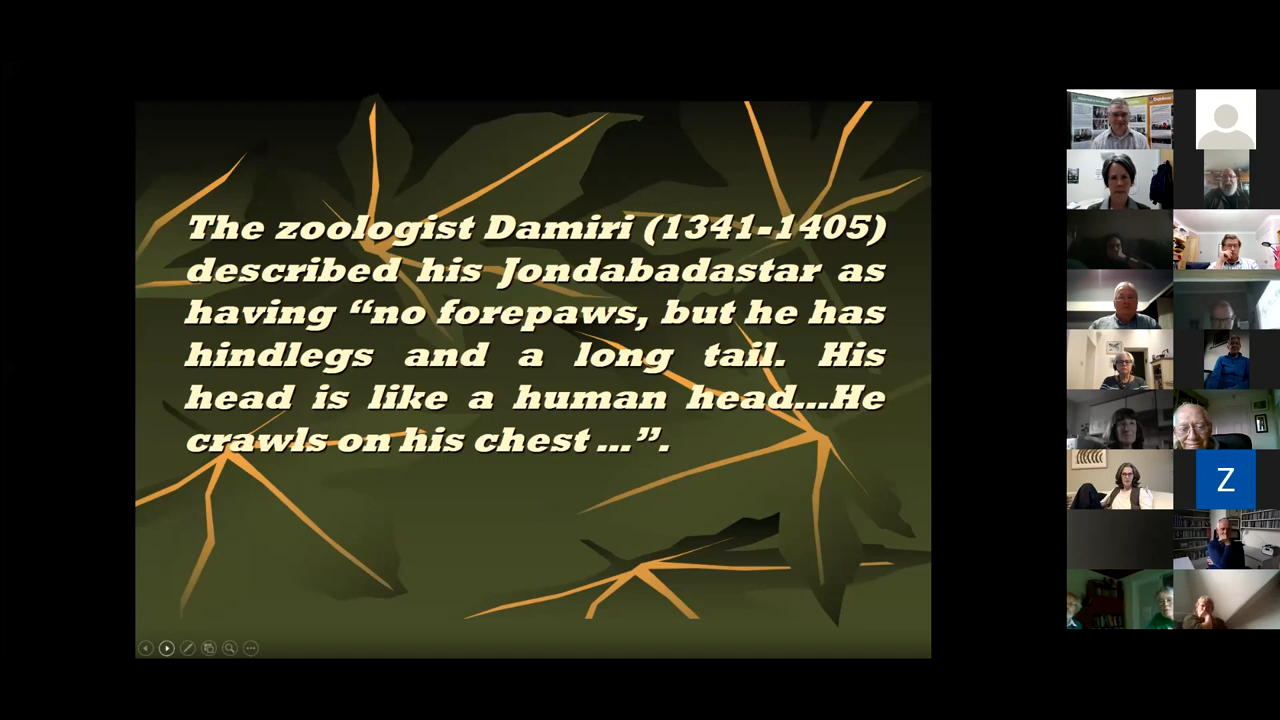 The zoologist Damiri (1341-1405)
described his Jondabadastar as
having “no forepaws, but he has
hindlegs and a long tail. His
head is like a human head...He
crawls on his chest ...”.
Z